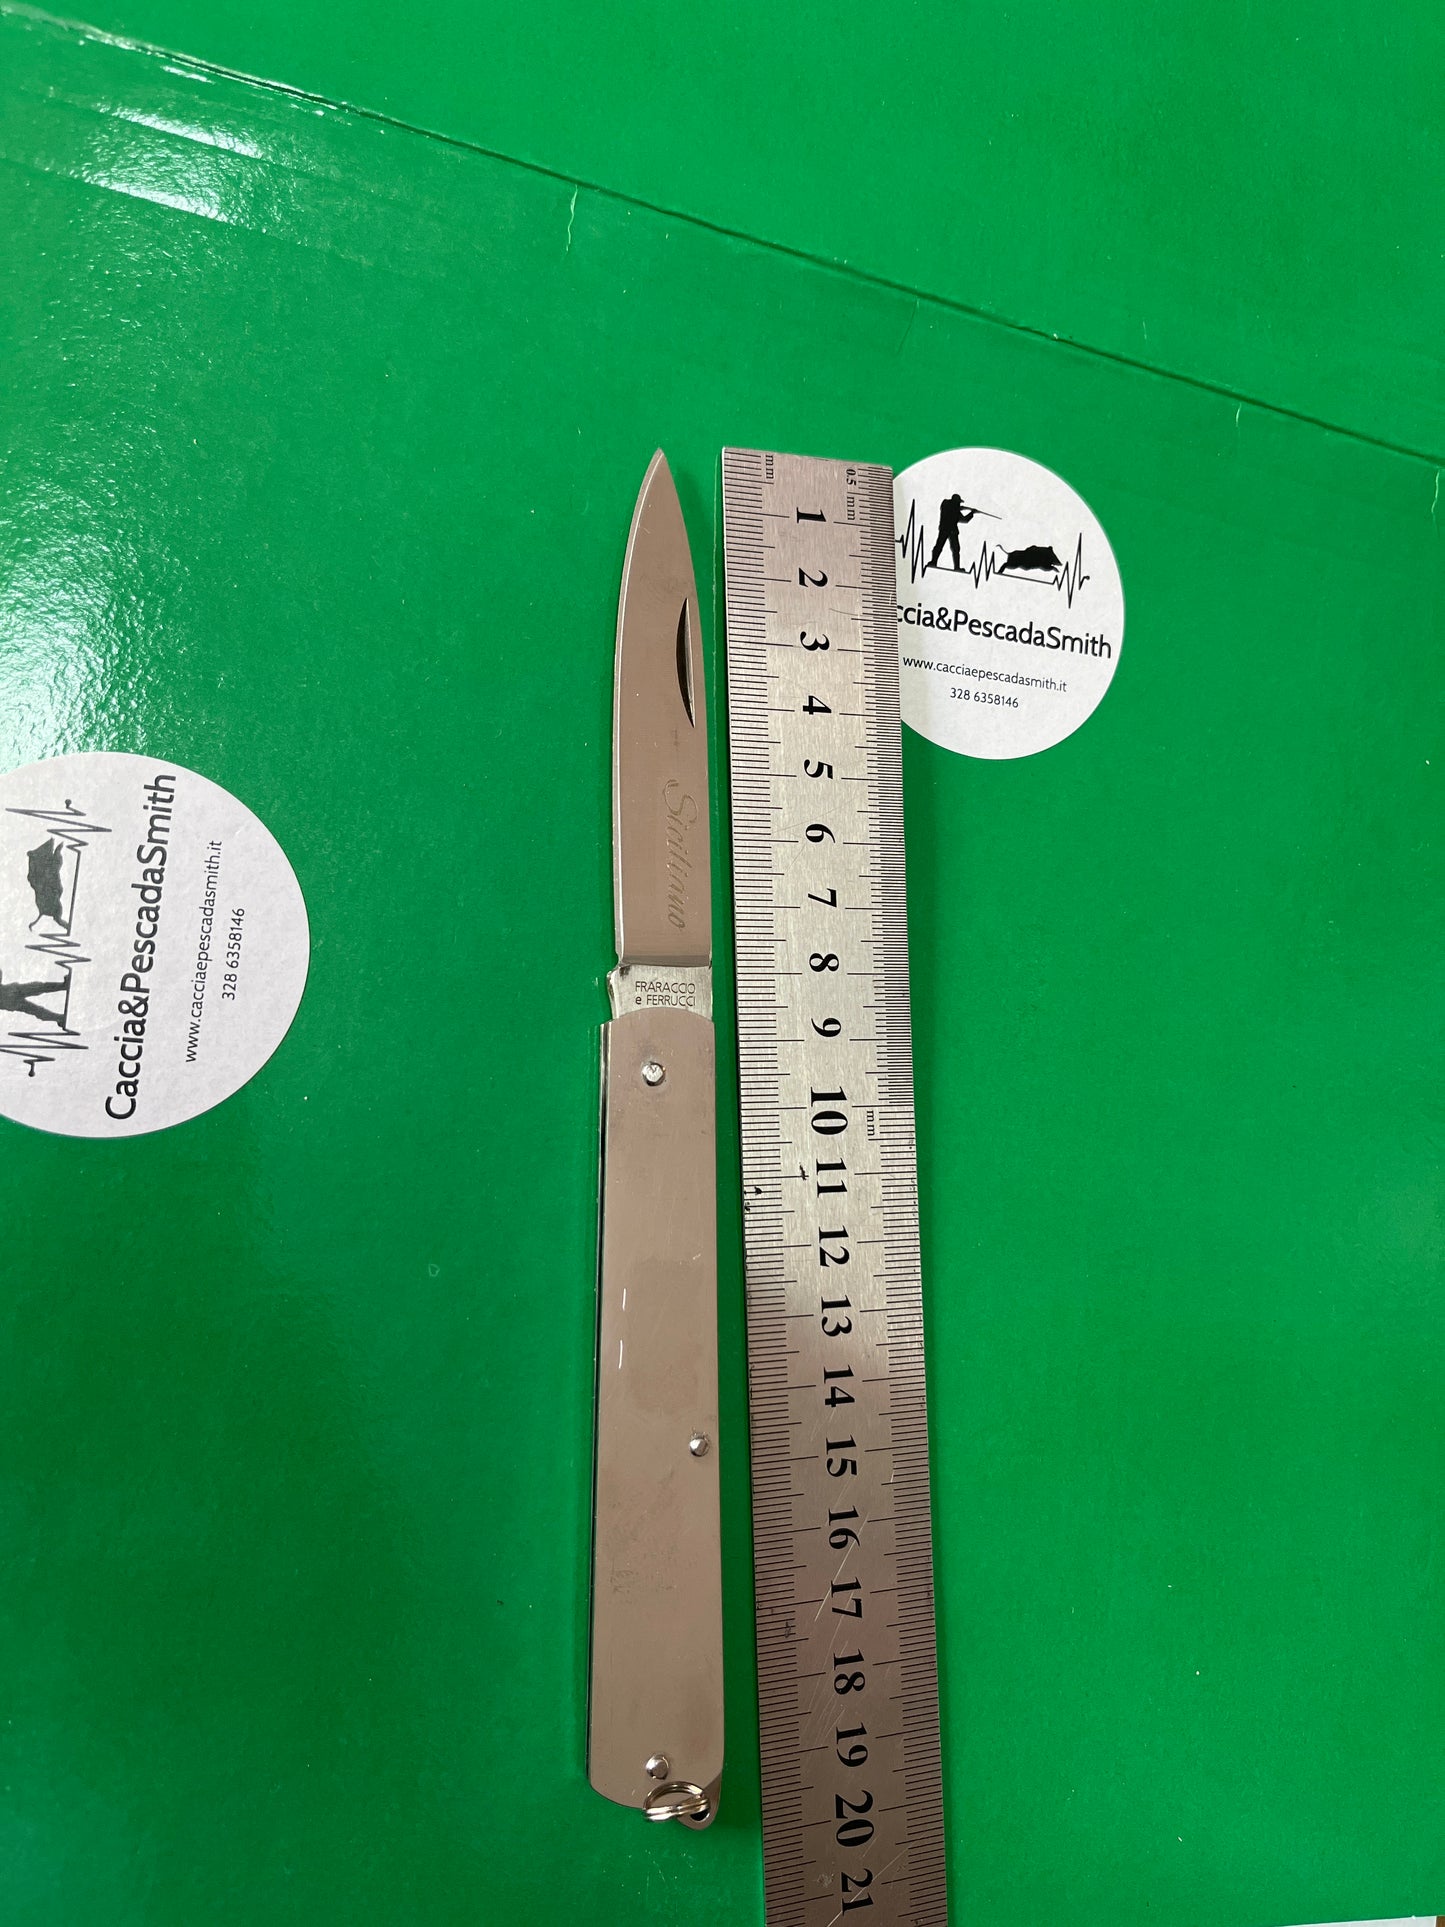 Siciliano
FRARACCIO
e FERRUCCI
mm
0.5 mm
1
2
3
4
5
6
7
8
9
10
mm
11
12
13
14
15
16
17
18
19
20
21
ccia&PescadaSmith
www.cacciaepescadasmith.it
328 6358146
Caccia&PescadaSmith
www.cacciaepescadasmith.it
328 6358146